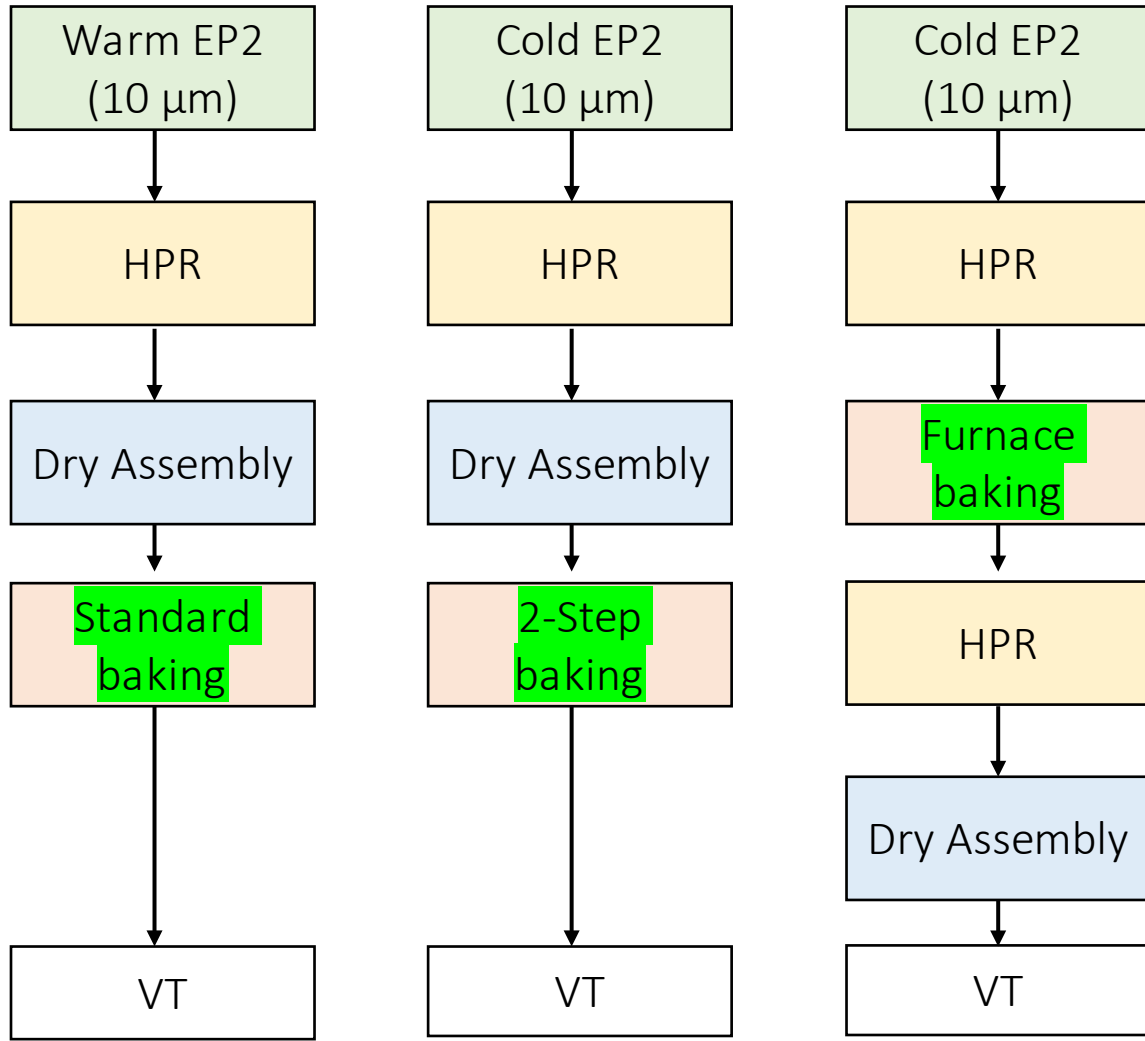 Warm EP2
(10 μm)
HPR
Dry Assembly
Standard
baking
VT
Cold EP2
(10 μm)
HPR
Dry Assembly
2-Step
baking
VT
Cold EP2
(10 μm)
HPR
Furnace
baking
HPR
Dry Assembly
VT